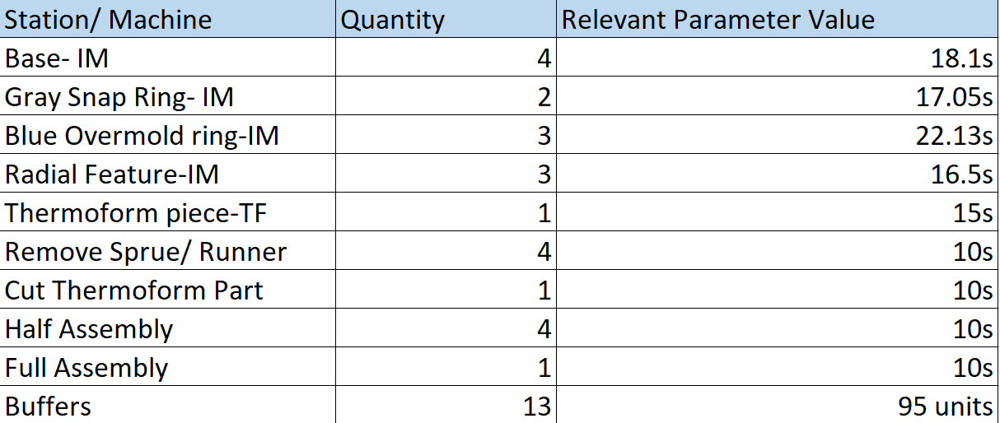 Station/ Machine Quantity Relevant Parameter Value
Base- IM 4 18.1s
Gray Snap Ring- IM 2 17.05s
Blue Overmold ring-IM 3 22.13s
Radial Feature-IM 3 16.5s
Thermoform piece-TF 1 15s
Remove Sprue/ Runner 4 10s
Cut Thermoform Part 1 10s
Half Assembly 4 10s
Full Assembly 1 10s
Buffers 13 95 units